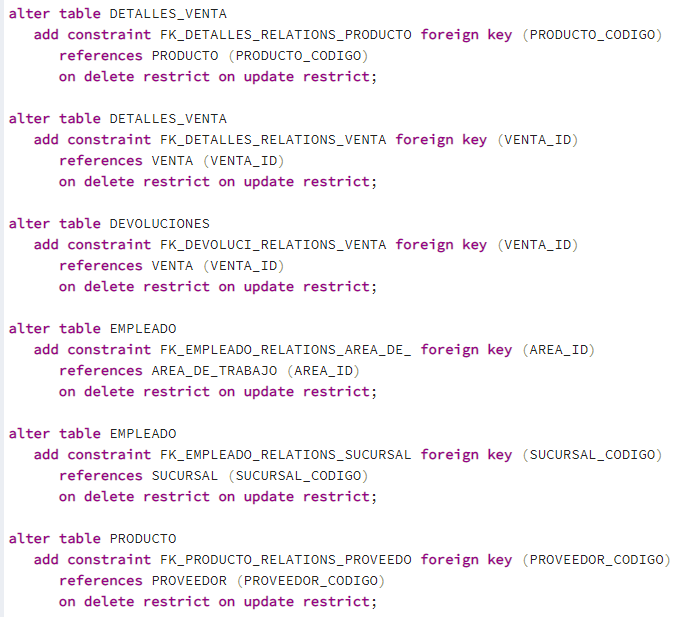 alter table DETALLES_VENTA
add constraint FK_DETALLES_RELATIONS_PRODUCTO foreign key (PRODUCTO_CODIGO)
references PRODUCTO (PRODUCTO_CODIGO)
on delete restrict on update restrict;
alter table DETALLES_VENTA
add constraint FK_DETALLES_RELATIONS_VENTA foreign key (VENTA_ID)
references VENTA (VENTA_ID)
on delete restrict on update restrict;
alter table DEVOLUCIONES
add constraint FK_DEVOLUCI_RELATIONS_VENTA foreign key (VENTA_ID)
references VENTA (VENTA_ID)
on delete restrict on update restrict;
alter table EMPLEADO
add constraint FK_EMPLEADO_RELATIONS_AREA_DE_ foreign key (AREA_ID)
references AREA_DE_TRABAJO (AREA_ID)
on delete restrict on update restrict;
alter table EMPLEADO
add constraint FK_EMPLEADO_RELATIONS_SUCURSAL foreign key (SUCURSAL_CODIGO)
references SUCURSAL (SUCURSAL_CODIGO)
on delete restrict on update restrict;
alter table PRODUCTO
add constraint FK_PRODUCTO_RELATIONS_PROVEEDO foreign key (PROVEEDOR_CODIGO)
references PROVEEDOR (PROVEEDOR_CODIGO)
on delete restrict on update restrict;